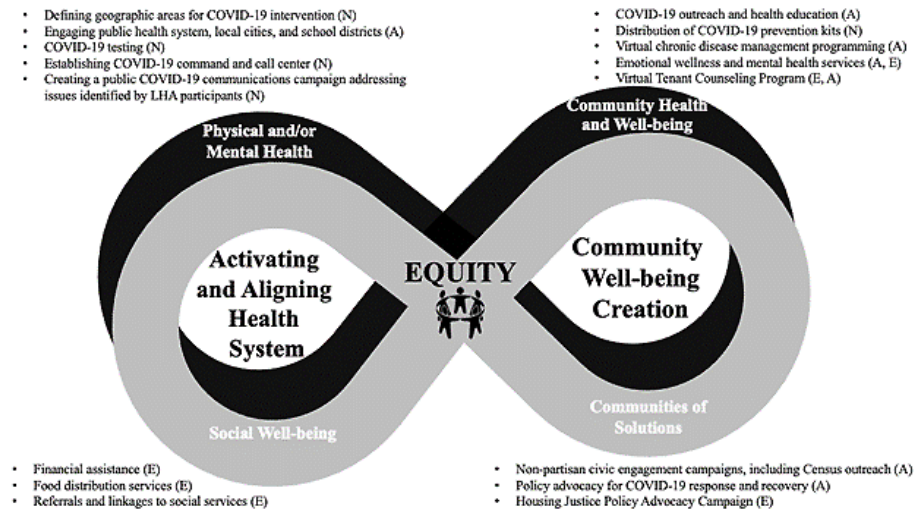 • Defining geographic areas for COVID-19 intervention (N)
• Engaging public health system, local cities, and school districts (A)
• COVID-19 testing (N)
• Establishing COVID-19 command and call center (N)
• Creating a public COVID-19 communications campaign addressing
issues identified by LHA participants (N)
• COVID-19 outreach and health education (A)
• Distribution of COVID-19 prevention kits (N)
• Virtual chronic disease management programming (A)
• Emotional wellness and mental health services (A, E)
• Virtual Tenant Counseling Program (E, A)
Physical and/or
Mental Health
Community Health
and Well-being
Activating
and Aligning
Health
System
EQUITY
Community
Well-being
Creation
Social Well-being
Communities of
Solutions
• Financial assistance (E)
• Food distribution services (E)
• Referrals and linkages to social services (E)
• Non-partisan civic engagement campaigns, including Census outreach (A)
• Policy advocacy for COVID-19 response and recovery (A)
• Housing Justice Policy Advocacy Campaign (E)